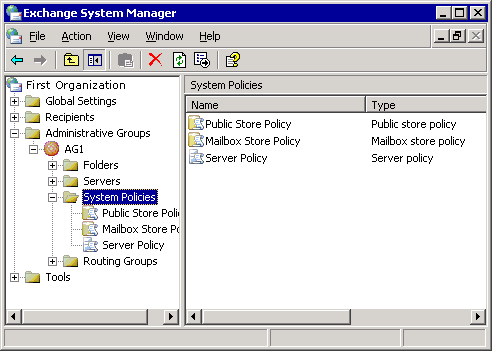 Exchange System Manager
File Action View Window Help
First Organization
Global Settings
Recipients
Administrative Groups
AG1
Folders
Servers
System Policies
Public Store Poli
Mailbox Store Po
Server Policy
Routing Groups
Tools
System Policies
Name Type
Public Store Policy Public store policy
Mailbox Store Policy Mailbox store policy
Server Policy Server policy